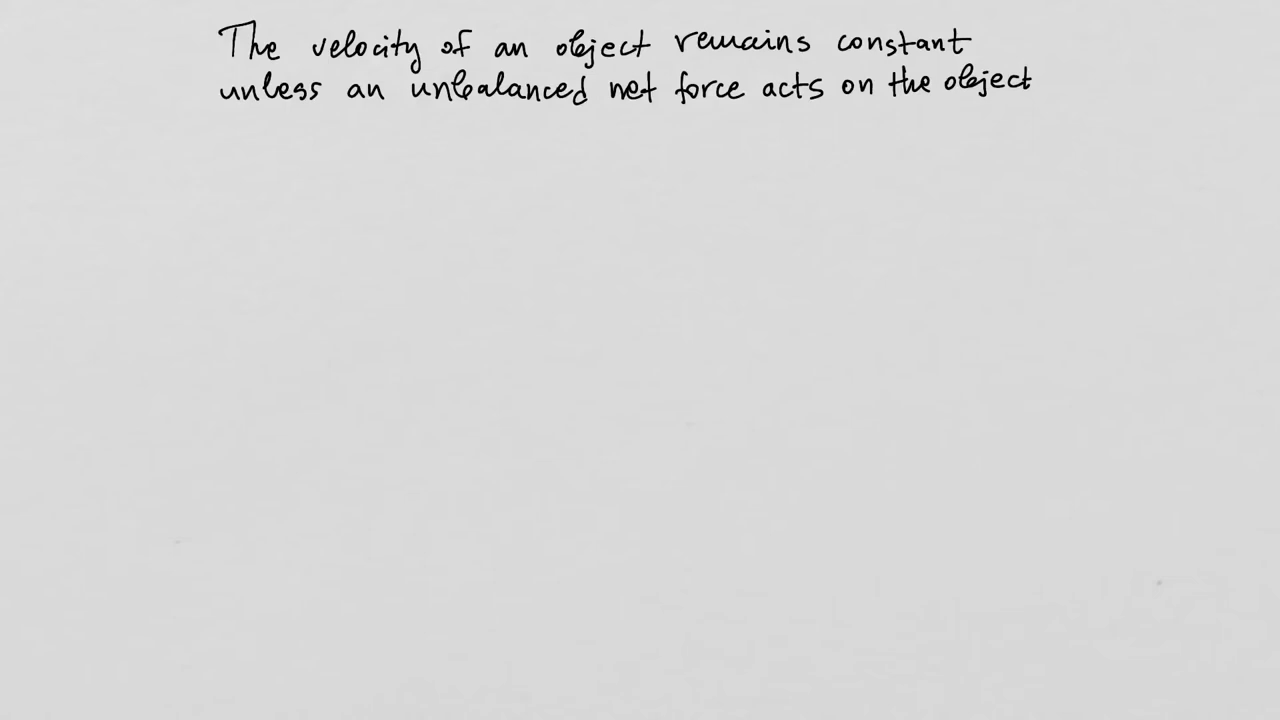 The velocity of an object remains constant
unless an unbalanced net force acts on the object